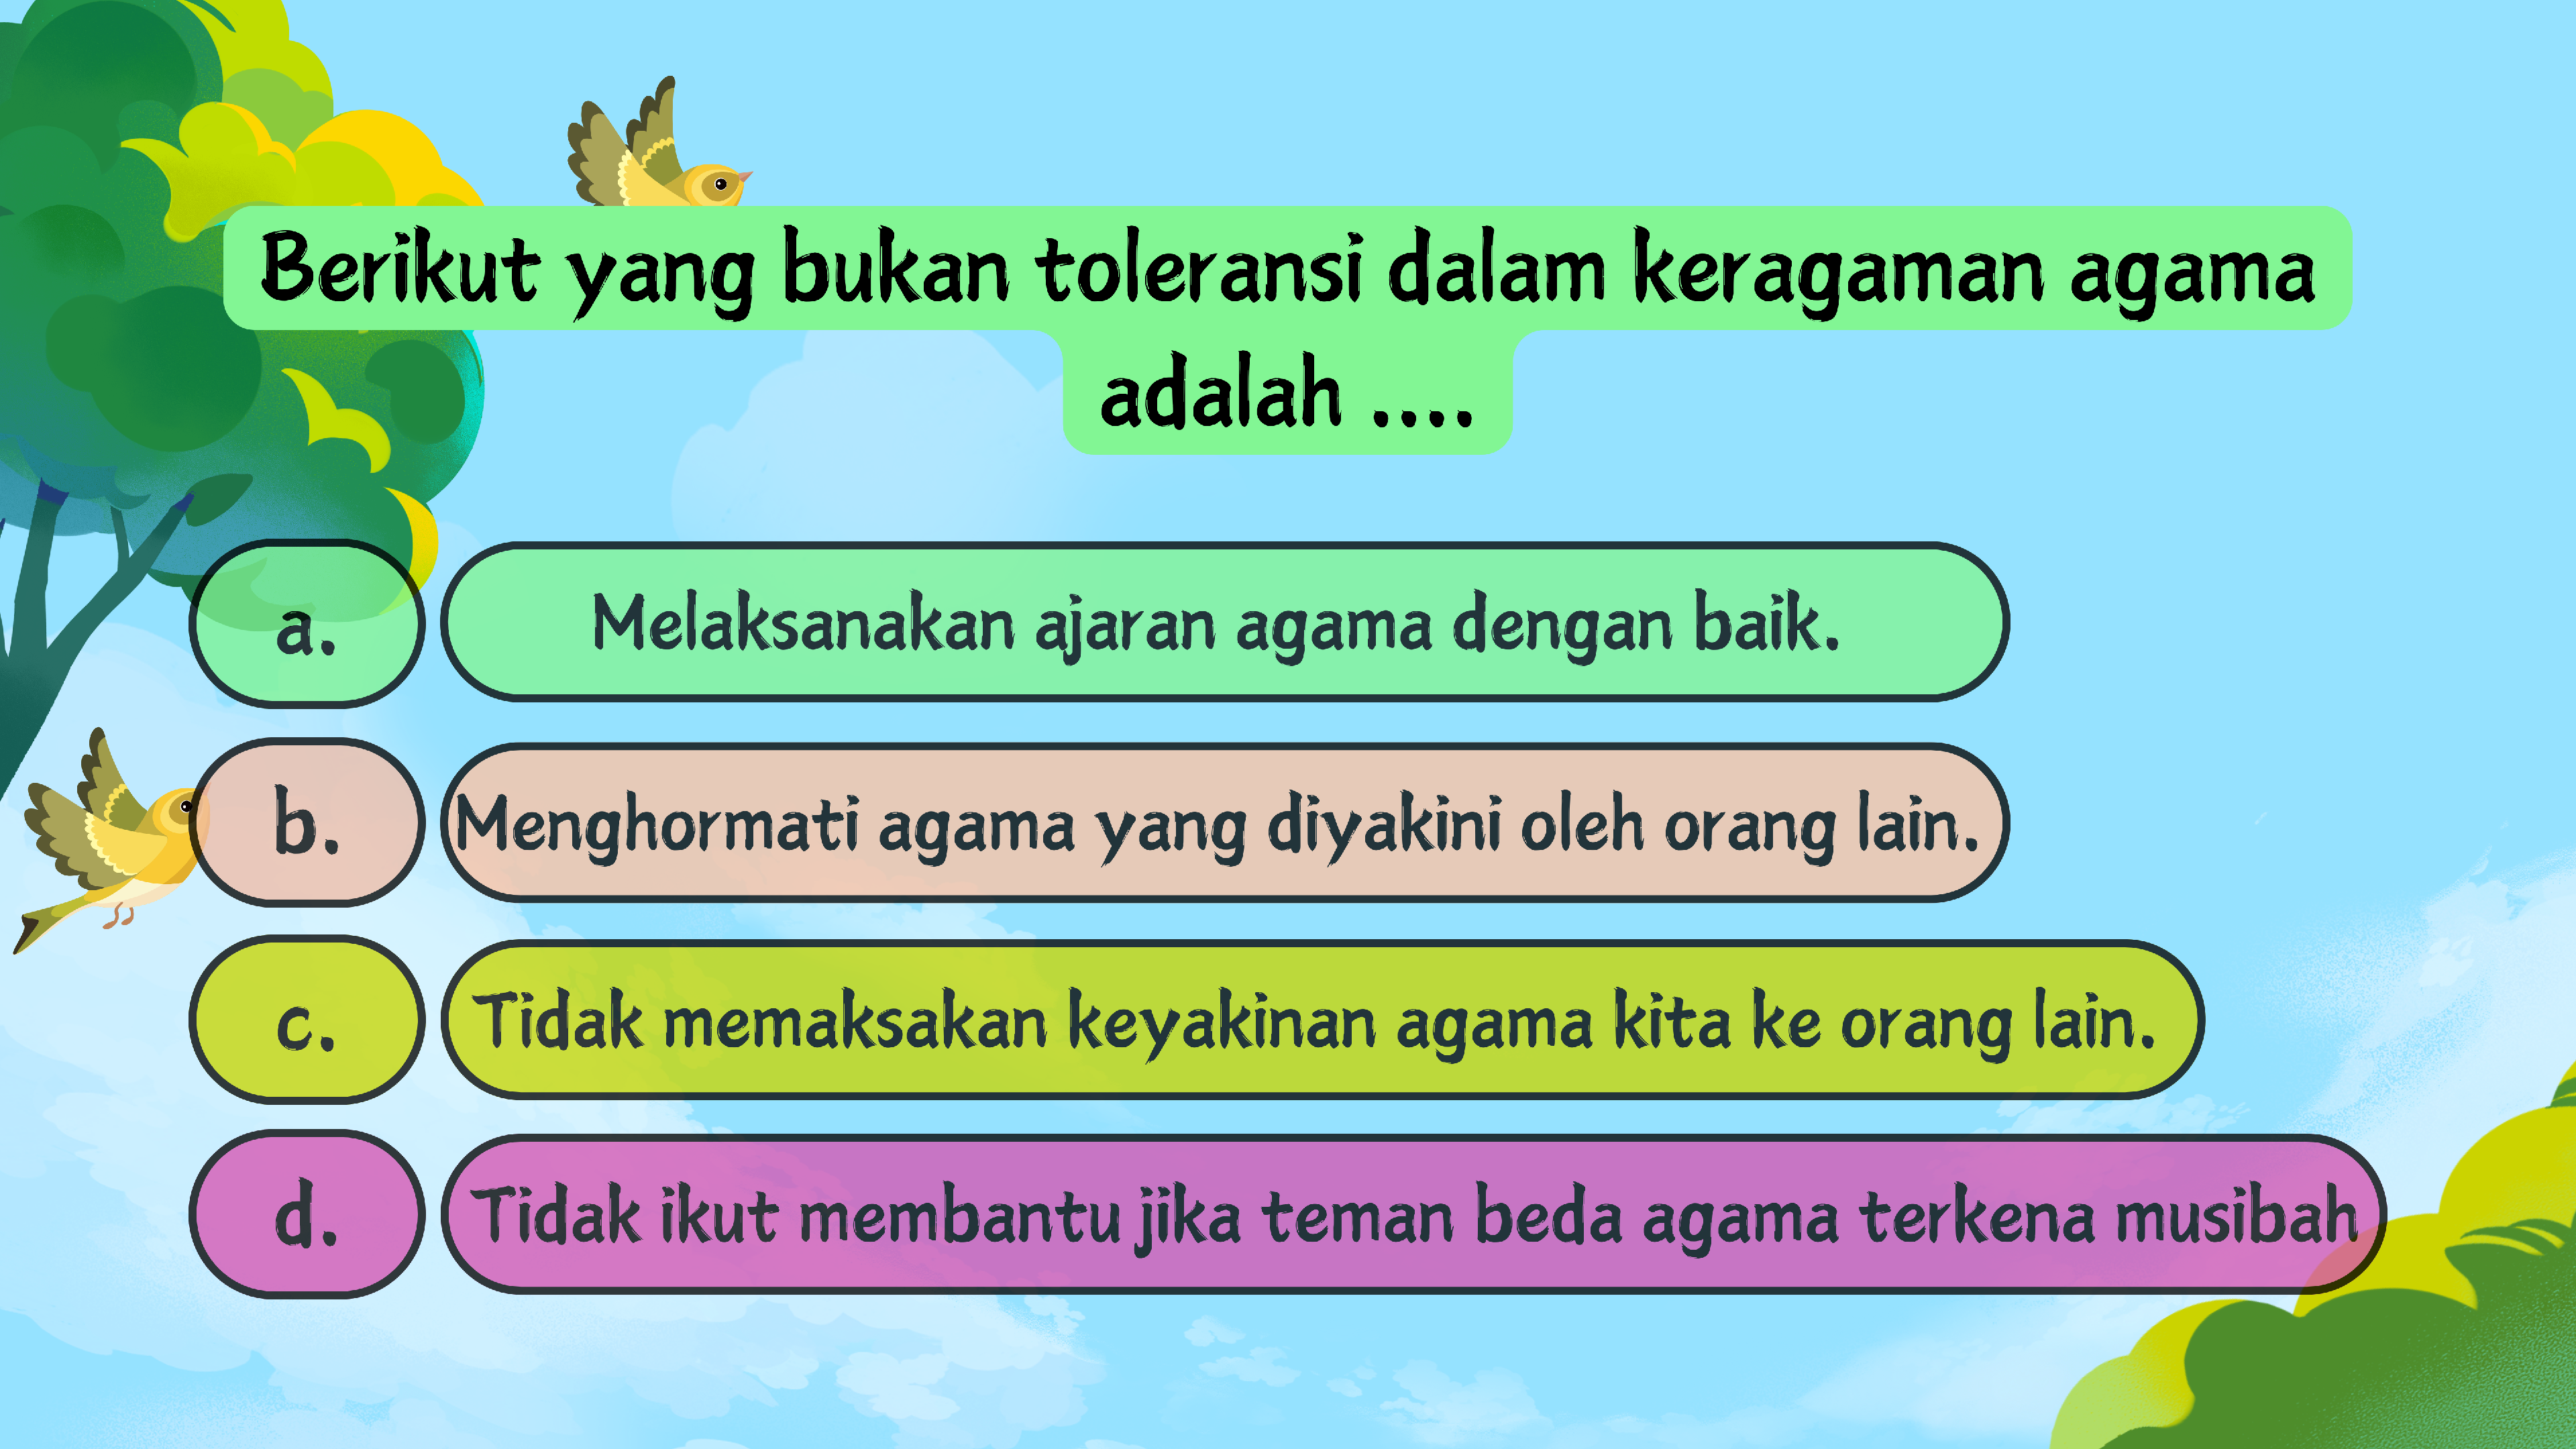 Berikut yang bukan toleransi dalam keragaman agama
adalah ....
a. Melaksanakan ajaran agama dengan baik.
b. Menghormati agama yang diyakini oleh orang lain.
c. Tidak memaksakan keyakinan agama kita ke orang lain.
d. Tidak ikut membantu jika teman beda agama terkena musibah